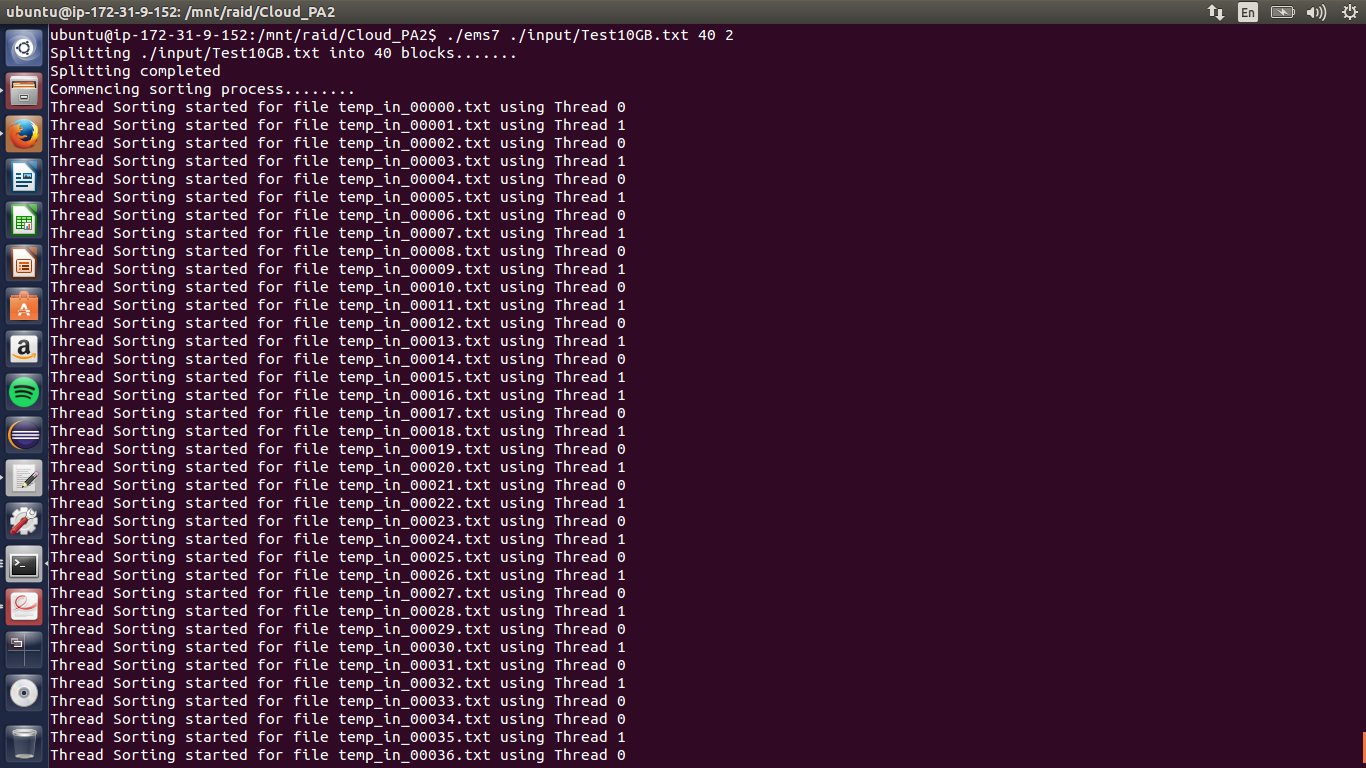 ubuntu@ip-172-31-9-152: /mnt/raid/Cloud_PA2
En
ubuntu@ip-172-31-9-152:/mnt/raid/Cloud_PA2$ ./ems7 ./input/Test10GB.txt 40 2
Splitting ./input/Test10GB.txt into 40 blocks.......
Splitting completed
Commencing sorting process........
Thread Sorting started for file temp_in_00000.txt using Thread 0
Thread Sorting started for file temp_in_00001.txt using Thread 1
Thread Sorting started for file temp_in_00002.txt using Thread 0
Thread Sorting started for file temp_in_00003.txt using Thread 1
Thread Sorting started for file temp_in_00004.txt using Thread 0
Thread Sorting started for file temp_in_00005.txt using Thread 1
Thread Sorting started for file temp_in_00006.txt using Thread 0
Thread Sorting started for file temp_in_00007.txt using Thread 1
Thread Sorting started for file temp_in_00008.txt using Thread 0
Thread Sorting started for file temp_in_00009.txt using Thread 1
Thread Sorting started for file temp_in_00010.txt using Thread 0
Thread Sorting started for file temp_in_00011.txt using Thread 1
Thread Sorting started for file temp_in_00012.txt using Thread 0
Thread Sorting started for file temp_in_00013.txt using Thread 1
Thread Sorting started for file temp_in_00014.txt using Thread 0
Thread Sorting started for file temp_in_00015.txt using Thread 1
Thread Sorting started for file temp_in_00016.txt using Thread 1
Thread Sorting started for file temp_in_00017.txt using Thread 0
Thread Sorting started for file temp_in_00018.txt using Thread 1
Thread Sorting started for file temp_in_00019.txt using Thread 0
Thread Sorting started for file temp_in_00020.txt using Thread 1
Thread Sorting started for file temp_in_00021.txt using Thread 0
Thread Sorting started for file temp_in_00022.txt using Thread 1
Thread Sorting started for file temp_in_00023.txt using Thread 0
Thread Sorting started for file temp_in_00024.txt using Thread 1
Thread Sorting started for file temp_in_00025.txt using Thread 0
Thread Sorting started for file temp_in_00026.txt using Thread 1
Thread Sorting started for file temp_in_00027.txt using Thread 0
Thread Sorting started for file temp_in_00028.txt using Thread 1
Thread Sorting started for file temp_in_00029.txt using Thread 0
Thread Sorting started for file temp_in_00030.txt using Thread 1
Thread Sorting started for file temp_in_00031.txt using Thread 0
Thread Sorting started for file temp_in_00032.txt using Thread 1
Thread Sorting started for file temp_in_00033.txt using Thread 0
Thread Sorting started for file temp_in_00034.txt using Thread 0
Thread Sorting started for file temp_in_00035.txt using Thread 1
Thread Sorting started for file temp_in_00036.txt using Thread 0